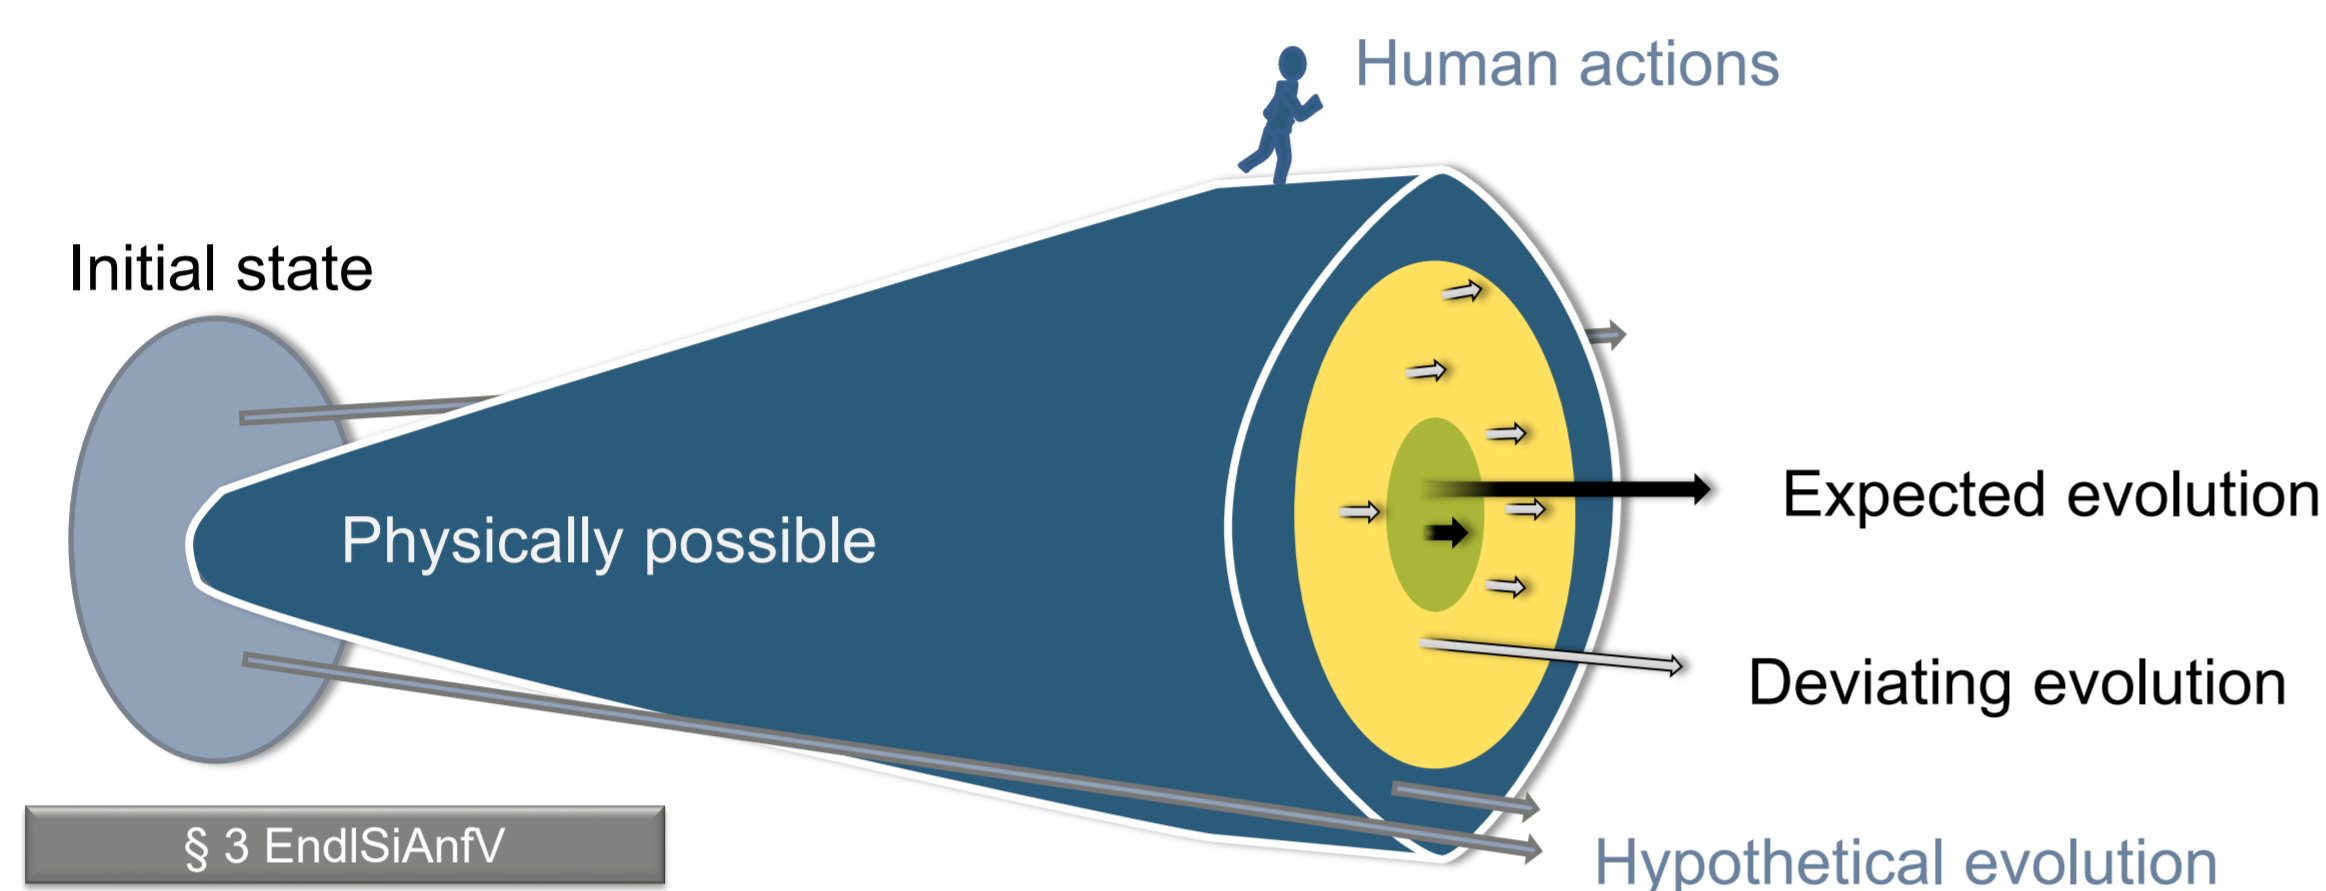 Human actions
Initial state
Physically possible
Expected evolution
Deviating evolution
§ 3 EndlSiAnfV
Hypothetical evolution